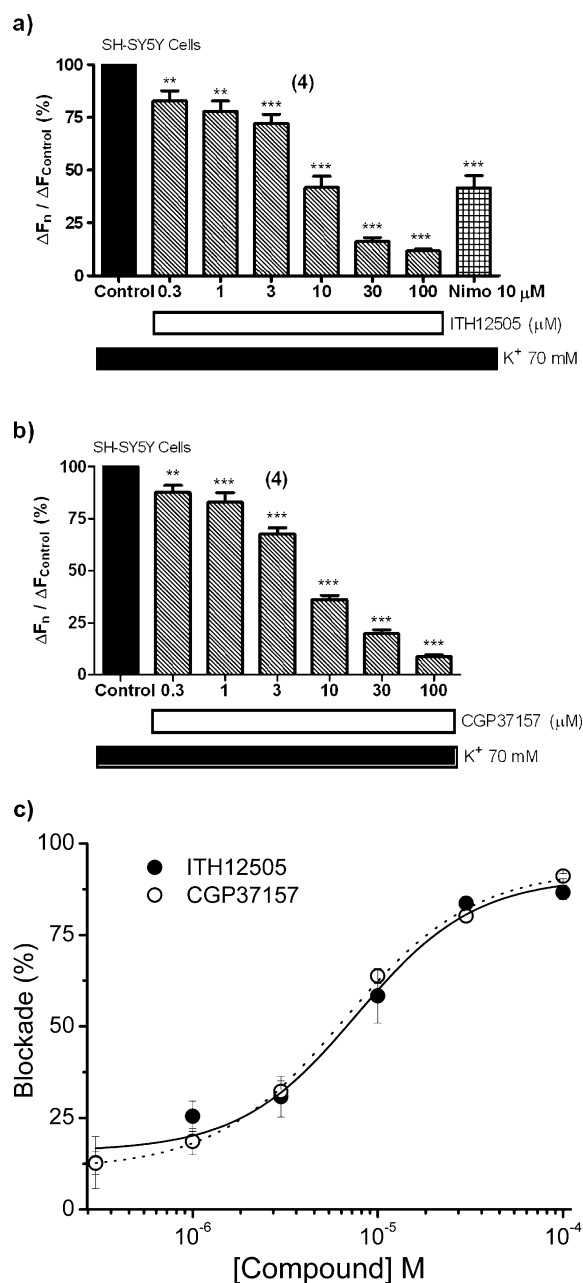 a)
SH-SY5Y Cells
ΔFn / ΔFControl (%)
100
75
50
25
0
** ** *** *** *** *** ***
(4)
Control 0.3 1 3 10 30 100 Nimo 10 μM
ITH12505 (μM)
K+ 70 mM
b)
SH-SY5Y Cells
ΔFn / ΔFControl (%)
100
75
50
25
0
** *** *** *** *** ***
(4)
Control 0.3 1 3 10 30 100
CGP37157 (μM)
K+ 70 mM
c)
Blockade (%)
100
75
50
25
0
ITH12505
CGP37157
10-6 10-5 10-4
[Compound] M